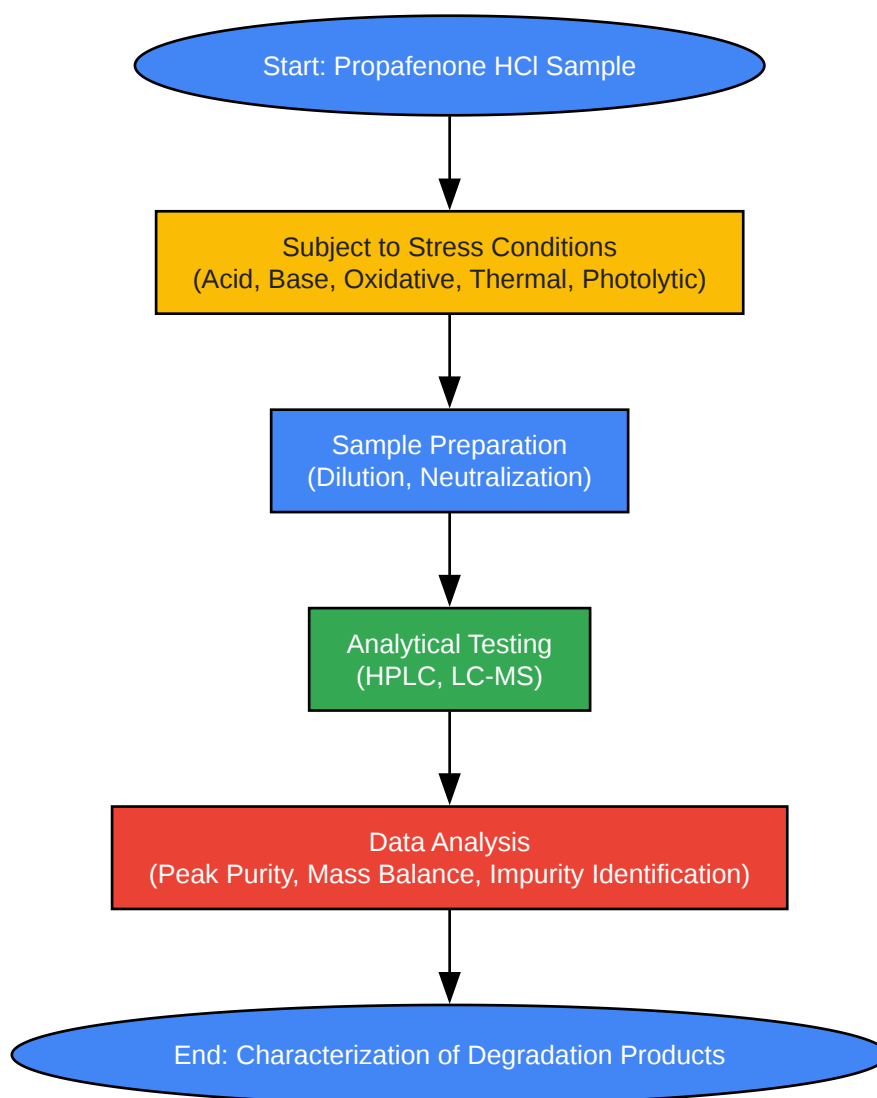 Start: Propafenone HCl Sample
Subject to Stress Conditions
(Acid, Base, Oxidative, Thermal, Photolytic)
Sample Preparation
(Dilution, Neutralization)
Analytical Testing
(HPLC, LC-MS)
Data Analysis
(Peak Purity, Mass Balance, Impurity Identification)
End: Characterization of Degradation Products